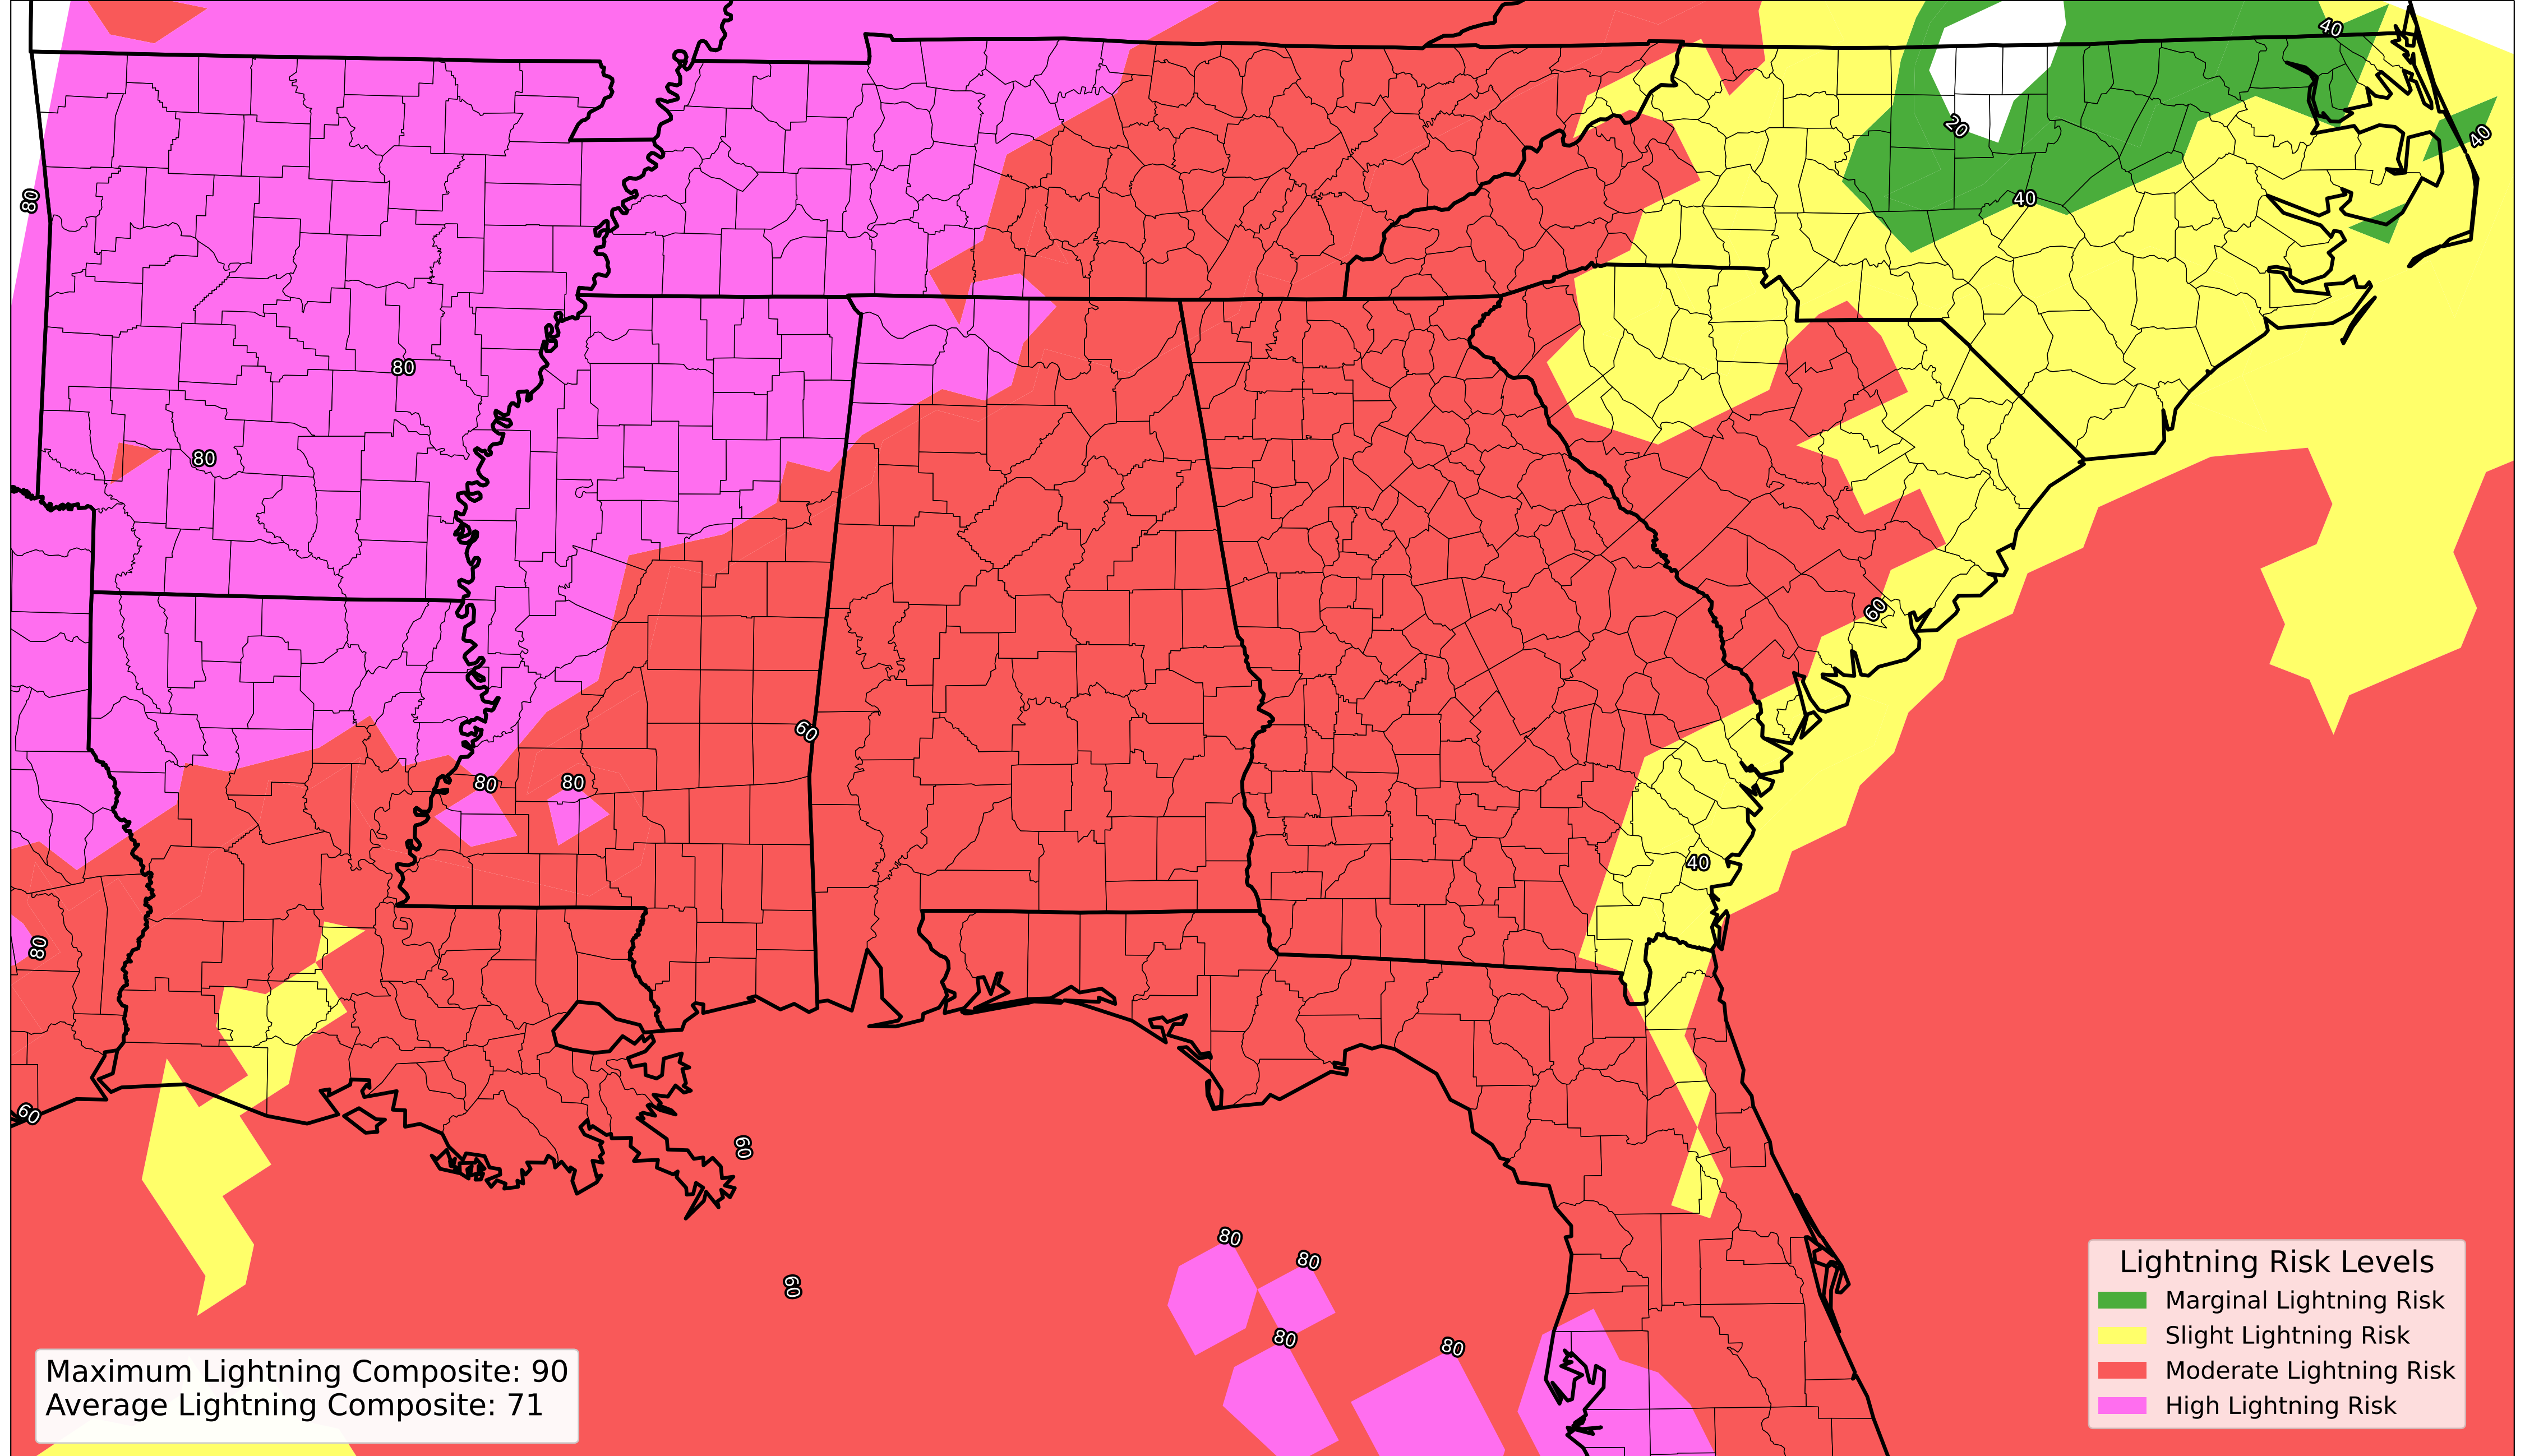 40
20
40
80
40
80
80
60
60
80
80
40
80
60
60
80
80
60
80
80
Lightning Risk Levels
Marginal Lightning Risk
Slight Lightning Risk
Moderate Lightning Risk
High Lightning Risk
Maximum Lightning Composite: 90
Average Lightning Composite: 71